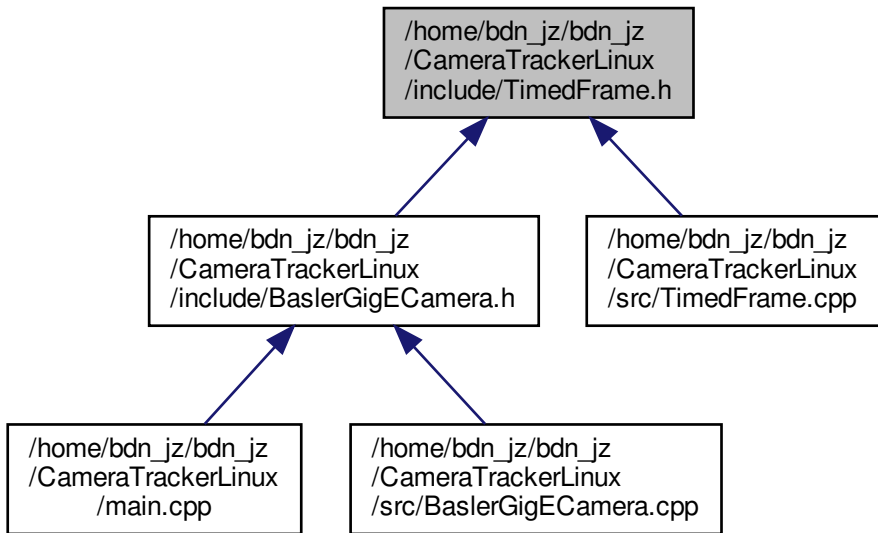 /home/bdn_jz/bdn_jz
/CameraTrackerLinux
/include/TimedFrame.h
/home/bdn_jz/bdn_jz
/CameraTrackerLinux
/include/BaslerGigECamera.h
/home/bdn_jz/bdn_jz
/CameraTrackerLinux
/src/TimedFrame.cpp
/home/bdn_jz/bdn_jz
/CameraTrackerLinux
/main.cpp
/home/bdn_jz/bdn_jz
/CameraTrackerLinux
/src/BaslerGigECamera.cpp